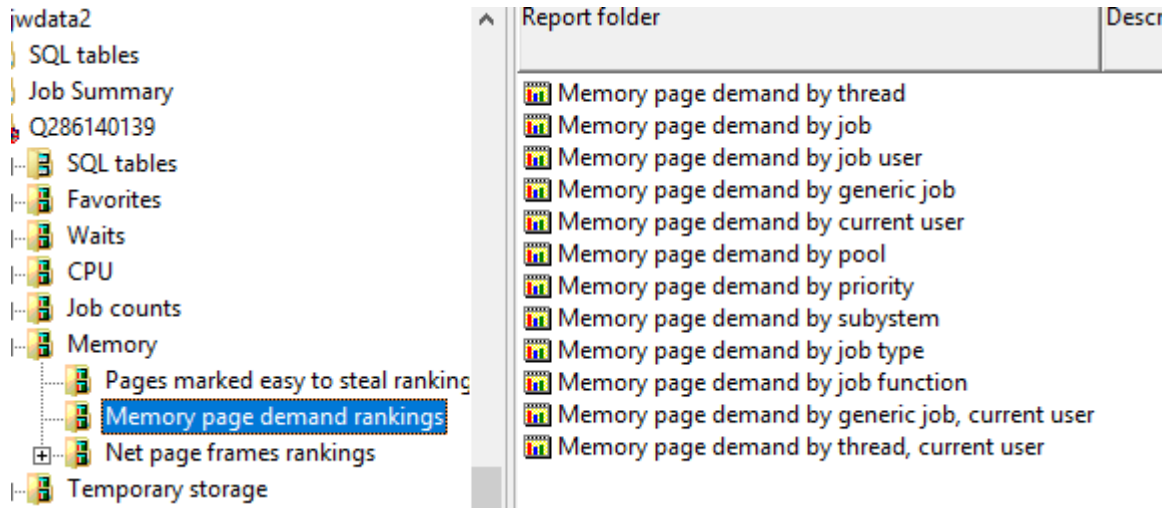 jwdata2
SQL tables
Job Summary
Q286140139
SQL tables
Favorites
Waits
CPU
Job counts
Memory
Pages marked easy to steal ranking
Memory page demand rankings
Net page frames rankings
Temporary storage
Report folder
Descr
Memory page demand by thread
Memory page demand by job
Memory page demand by job user
Memory page demand by generic job
Memory page demand by current user
Memory page demand by pool
Memory page demand by priority
Memory page demand by subystem
Memory page demand by job type
Memory page demand by job function
Memory page demand by generic job, current user
Memory page demand by thread, current user